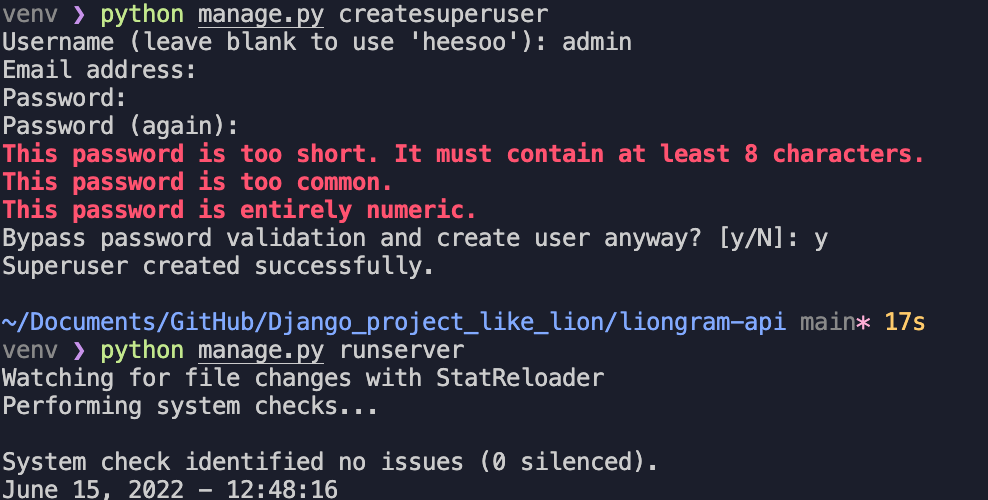 venv ❯ python manage.py createsuperuser
Username (leave blank to use 'heesoo'): admin
Email address:
Password:
Password (again):
This password is too short. It must contain at least 8 characters.
This password is too common.
This password is entirely numeric.
Bypass password validation and create user anyway? [y/N]: y
Superuser created successfully.
~/Documents/GitHub/Django_project_like_lion/liongram-api main* 17s
venv ❯ python manage.py runserver
Watching for file changes with StatReloader
Performing system checks...
System check identified no issues (0 silenced).
June 15, 2022 - 12:48:16